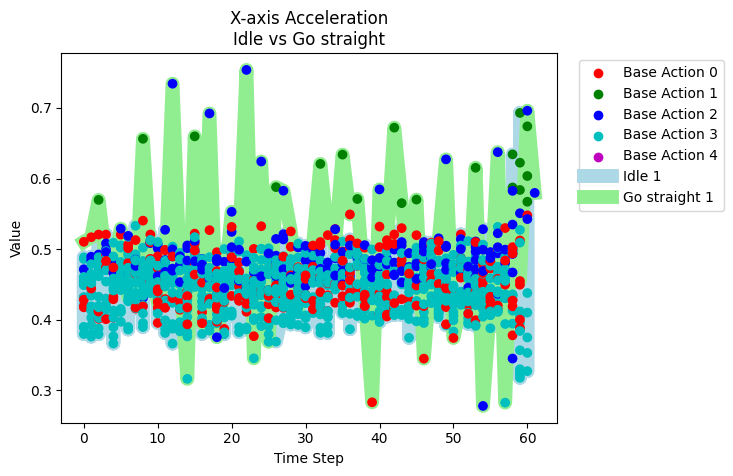 X-axis Acceleration
Idle vs Go straight
Value
0.7
0.6
0.5
0.4
0.3
0
10
20
30
40
50
60
Time Step
Base Action 0
Base Action 1
Base Action 2
Base Action 3
Base Action 4
Idle 1
Go straight 1